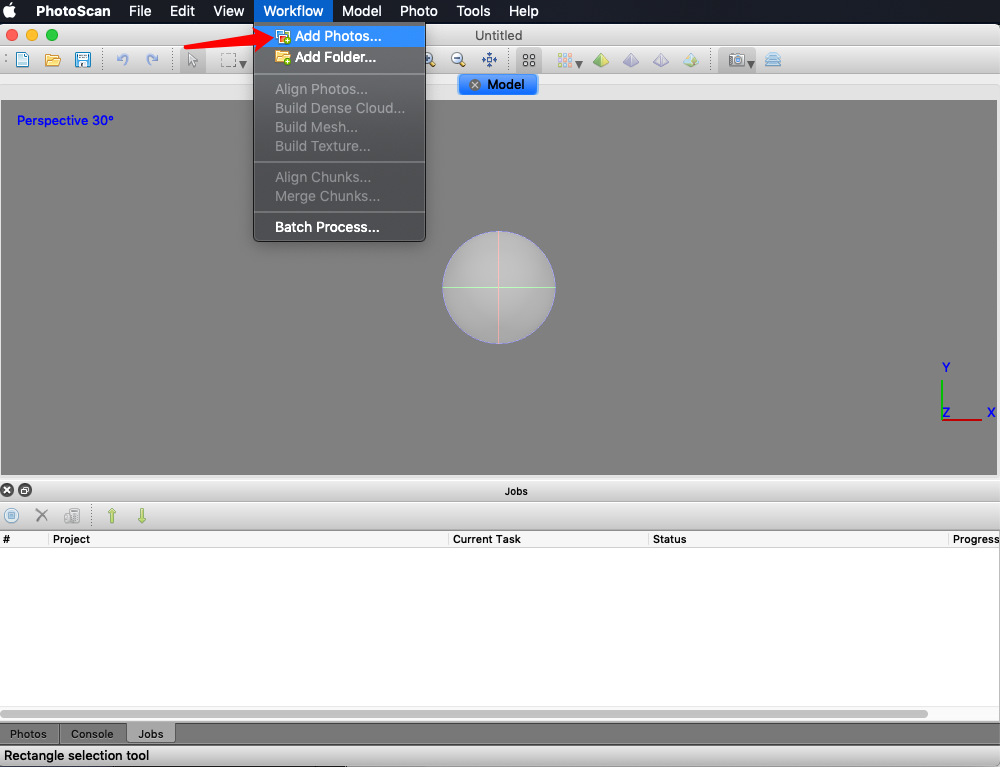 PhotoScan File Edit View Workflow Model Photo Tools Help
Untitled
Add Photos...
Add Folder...
Align Photos...
Build Dense Cloud...
Build Mesh...
Build Texture...
Align Chunks...
Merge Chunks...
Batch Process...
Model
Perspective 30°
Y
Z X
Jobs
# Project Current Task Status Progress
Photos Console Jobs
Rectangle selection tool